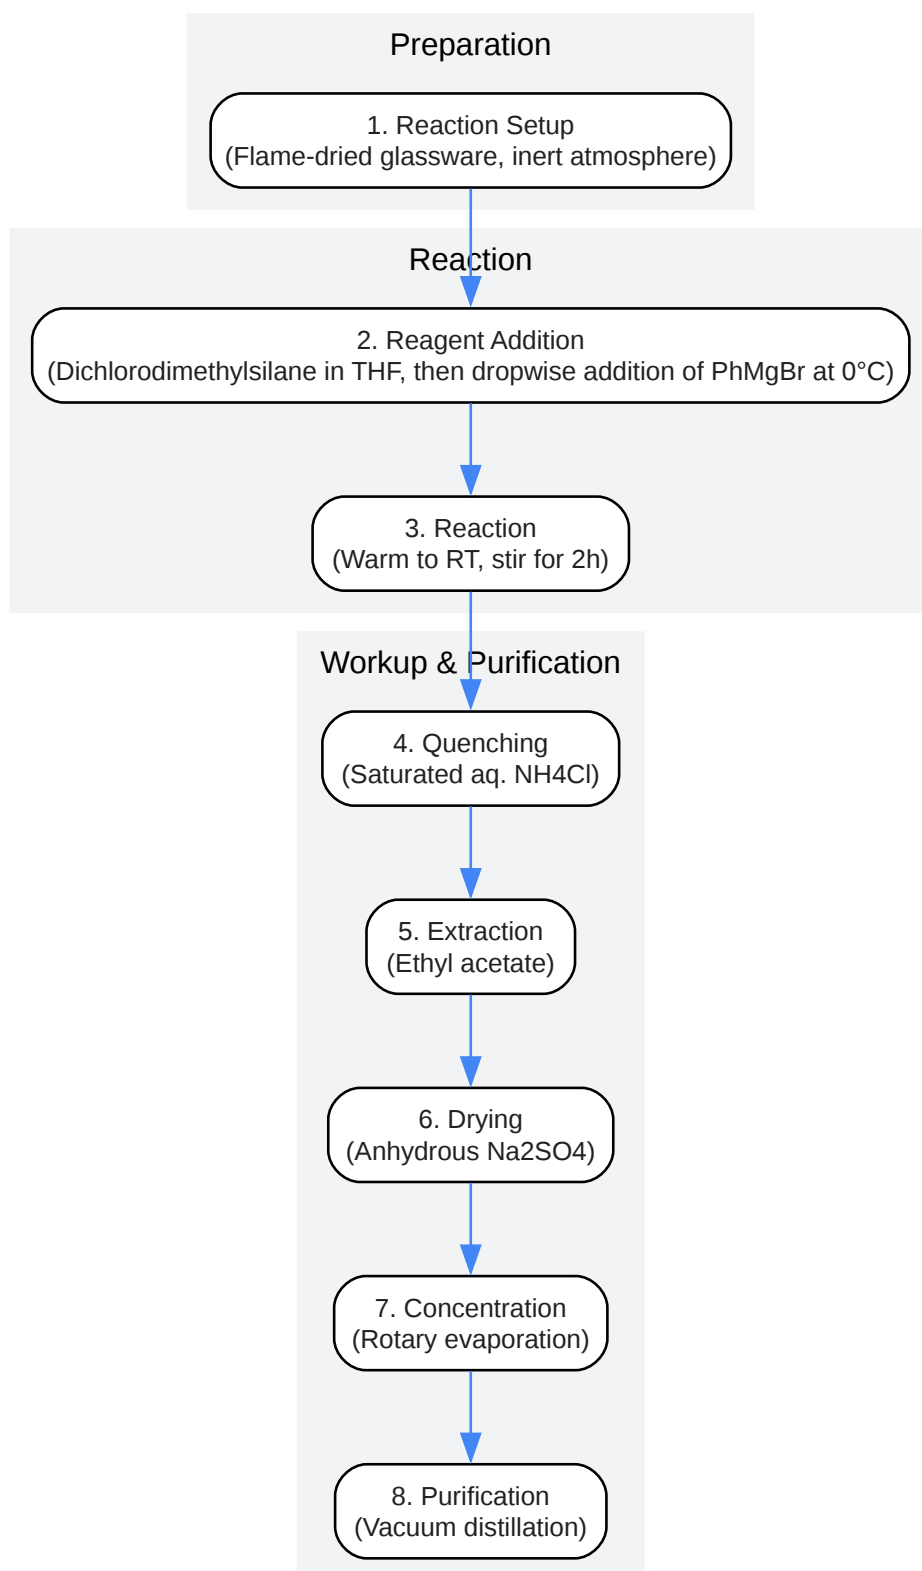 Preparation
1. Reaction Setup
(Flame-dried glassware, inert atmosphere)
Reaction
2. Reagent Addition
(Dichlorodimethylsilane in THF, then dropwise addition of PhMgBr at 0°C)
3. Reaction
(Warm to RT, stir for 2h)
Workup & Purification
4. Quenching
(Saturated aq. NH4Cl)
5. Extraction
(Ethyl acetate)
6. Drying
(Anhydrous Na2SO4)
7. Concentration
(Rotary evaporation)
8. Purification
(Vacuum distillation)